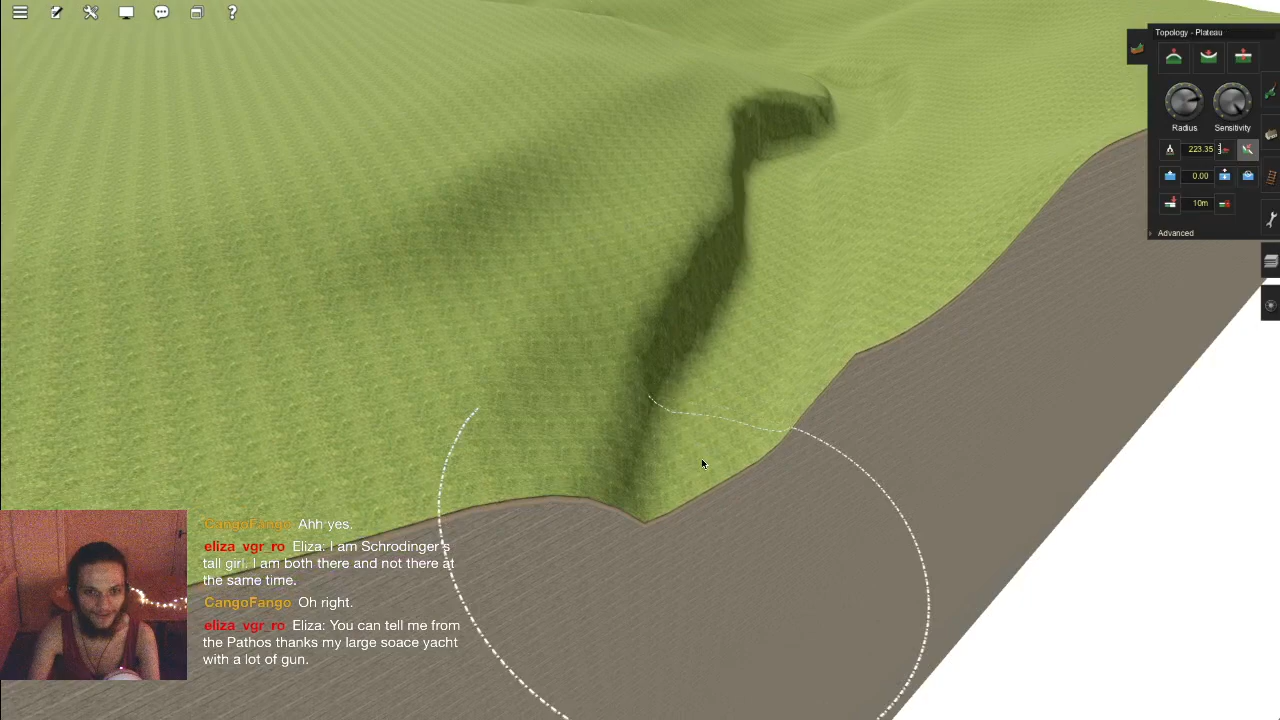 ?
Topology - Plateau
Radius
Sensitivity
223.35
0.00
10m
Advanced
CangoFango Ahh yes.
eliza_vgr_ro Eliza: I am Schrodinger's
tall girl. I am both there and not there at
the same time.
CangoFango Oh right.
eliza_vgr_ro Eliza: You can tell me from
the Pathos thanks my large soace yacht
with a lot of gun.